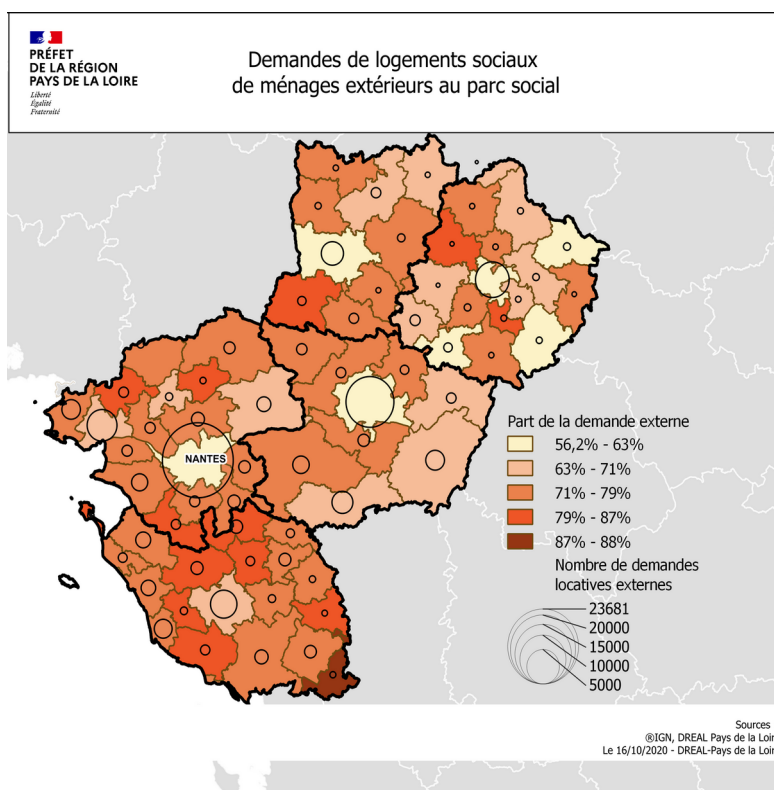 PRÉFET
DE LA RÉGION
PAYS DE LA LOIRE
Liberté
Égalité
Fraternité
Demandes de logements sociaux
de ménages extérieurs au parc social
NANTES
Part de la demande externe
56,2% - 63%
63% - 71%
71% - 79%
79% - 87%
87% - 88%
Nombre de demandes
locatives externes
23681
20000
15000
10000
5000
Sources
®IGN, DREAL Pays de la Loir
Le 16/10/2020 - DREAL-Pays de la Loir